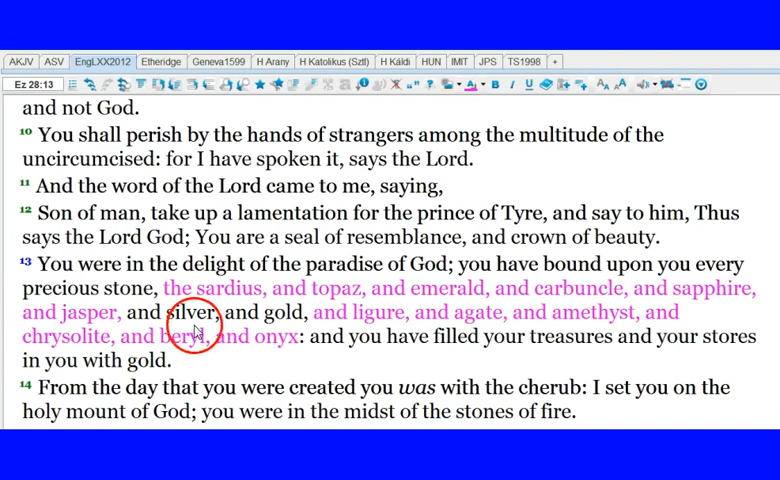 AKJV ASV EngLXX2012 Etheridge Geneva1599 H Arany H Katolikus (Sztl) H Káldi HUN IMIT JPS TS1998 +
Ez 28:13 B I U
and not God.
10 You shall perish by the hands of strangers among the multitude of the
uncircumcised: for I have spoken it, says the Lord.
11 And the word of the Lord came to me, saying,
12 Son of man, take up a lamentation for the prince of Tyre, and say to him, Thus
says the Lord God; You are a seal of resemblance, and crown of beauty.
13 You were in the delight of the paradise of God; you have bound upon you every
precious stone, the sardius, and topaz, and emerald, and carbuncle, and sapphire,
and jasper, and silver, and gold, and ligure, and agate, and amethyst, and
chrysolite, and beryl, and onyx: and you have filled your treasures and your stores
in you with gold.
14 From the day that you were created you was with the cherub: I set you on the
holy mount of God; you were in the midst of the stones of fire.